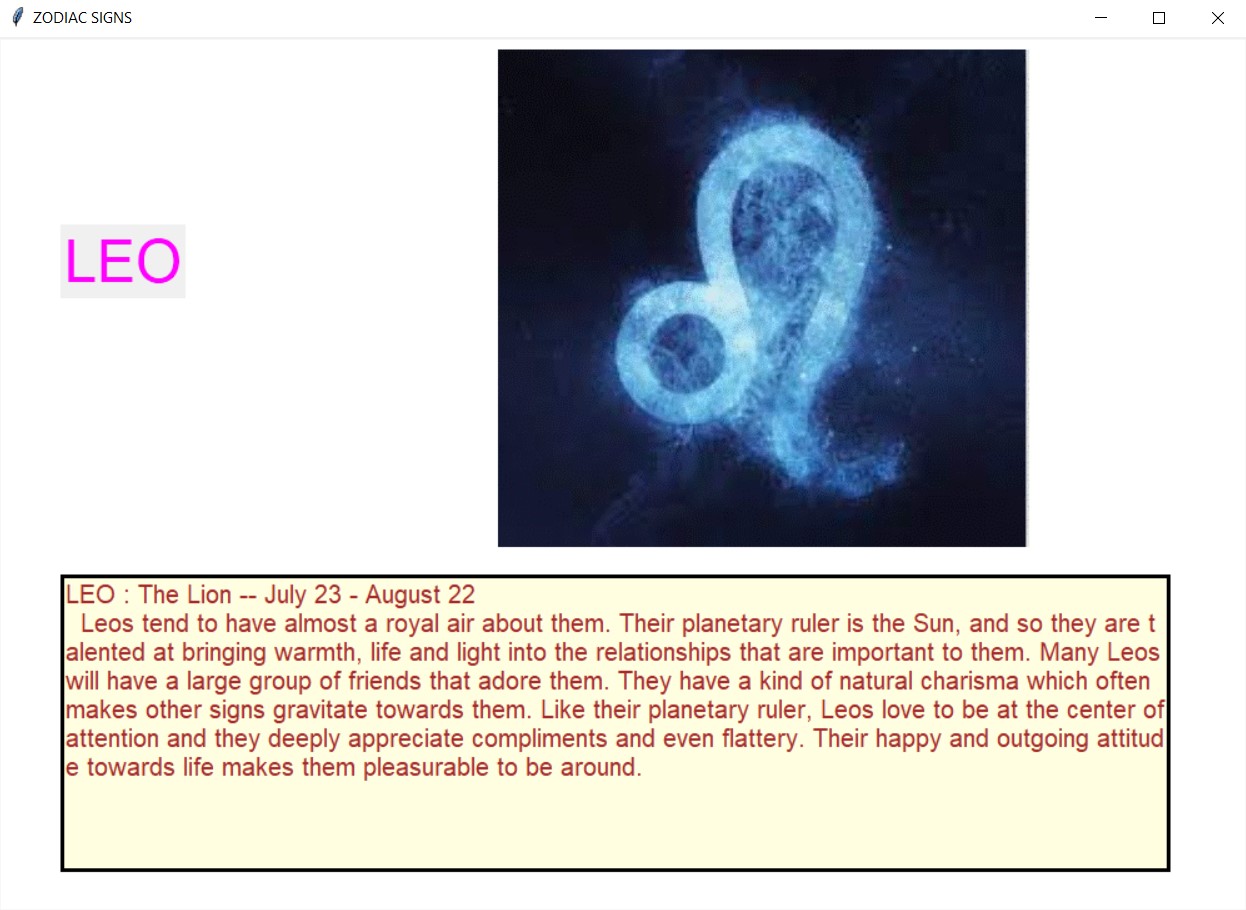 ZODIAC SIGNS
LEO
LEO : The Lion -- July 23 - August 22
Leos tend to have almost a royal air about them. Their planetary ruler is the Sun, and so they are t
alented at bringing warmth, life and light into the relationships that are important to them. Many Leos
will have a large group of friends that adore them. They have a kind of natural charisma which often
makes other signs gravitate towards them. Like their planetary ruler, Leos love to be at the center of
attention and they deeply appreciate compliments and even flattery. Their happy and outgoing attitud
e towards life makes them pleasurable to be around.